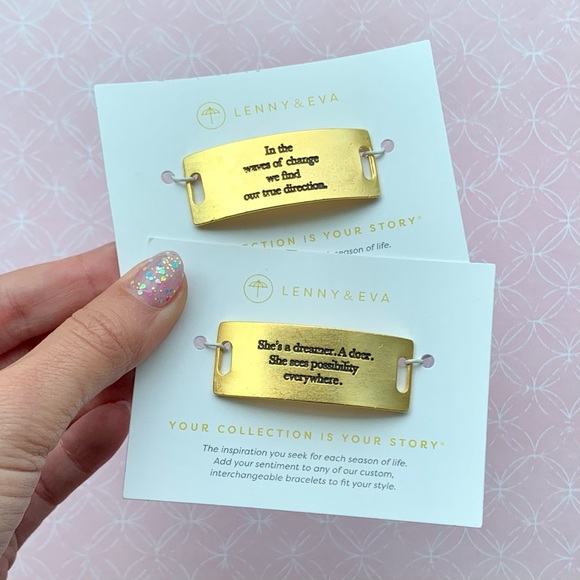 LENNY & EVA
In the
waves of change
we find
our true direction.
COLLECTION IS YOUR STORY®
season of life.
LENNY & EVA
She's a dreamer. A doer.
She sees possibility
everywhere.
YOUR COLLECTION IS YOUR STORY®
The inspiration you seek for each season of life.
Add your sentiment to any of our custom,
interchangeable bracelets to fit your style.